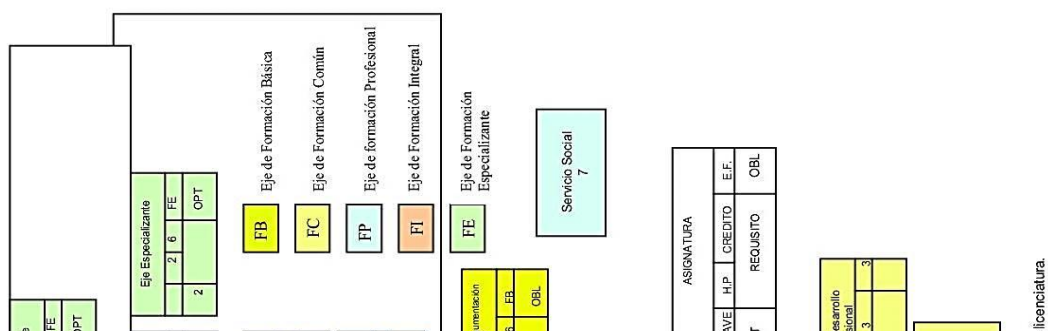 Eje Especializante
2 6 FE
2 OPT
FE
OPT
FB Eje de Formación Básica
FC Eje de Formación Común
FP Eje de formación Profesional
FI Eje de Formación Integral
FE Eje de Formación
Especializante
FB
OBL
Servicio Social
7
ASIGNATURA
H.P CREDITO E.F.
REQUISITO OBL
3 3
licenciatura.